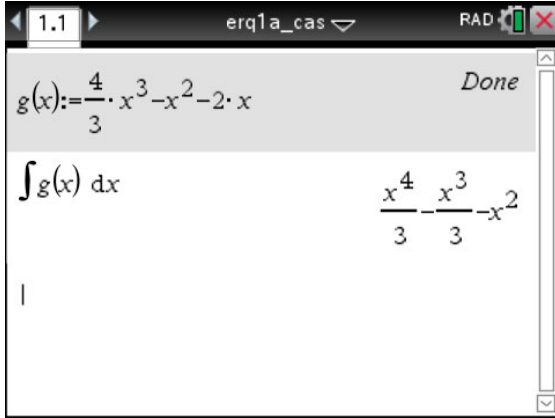 1.1 erq1a_cas RAD
g(x):=4/3·x^3−x^2−2·x Done
∫g(x) dx x^4/3−x^3/3−x^2